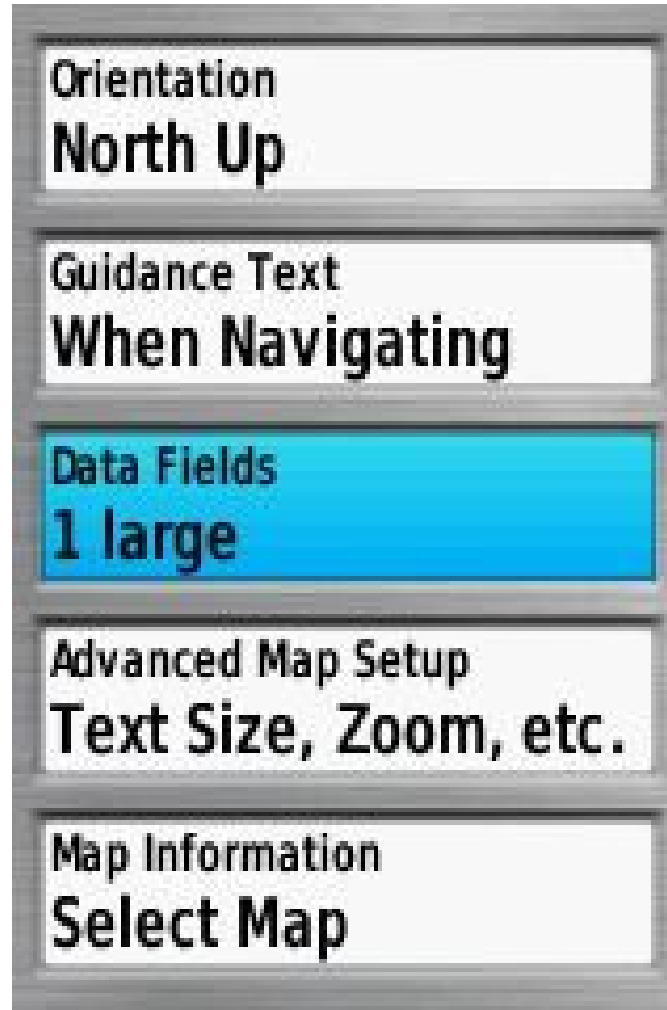 Orientation
North Up
Guidance Text
When Navigating
Data Fields
1 large
Advanced Map Setup
Text Size, Zoom, etc.
Map Information
Select Map